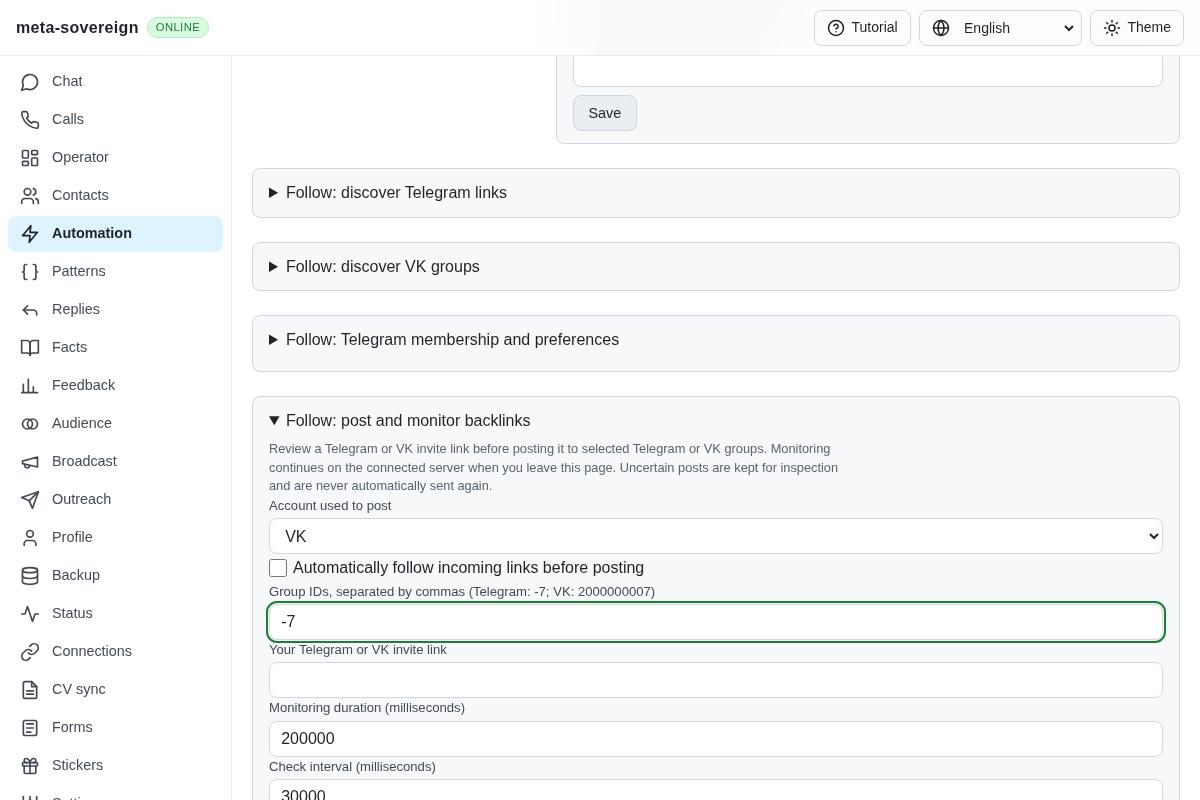 meta-sovereign ONLINE Tutorial English Theme
Chat
Calls
Operator
Contacts
Automation
Patterns
Replies
Facts
Feedback
Audience
Broadcast
Outreach
Profile
Backup
Status
Connections
CV sync
Forms
Stickers
Save
Follow: discover Telegram links
Follow: discover VK groups
Follow: Telegram membership and preferences
Follow: post and monitor backlinks
Review a Telegram or VK invite link before posting it to selected Telegram or VK groups. Monitoring
continues on the connected server when you leave this page. Uncertain posts are kept for inspection
and are never automatically sent again.
Account used to post
VK
Automatically follow incoming links before posting
Group IDs, separated by commas (Telegram: -7; VK: 2000000007)
-7
Your Telegram or VK invite link
Monitoring duration (milliseconds)
200000
Check interval (milliseconds)
30000